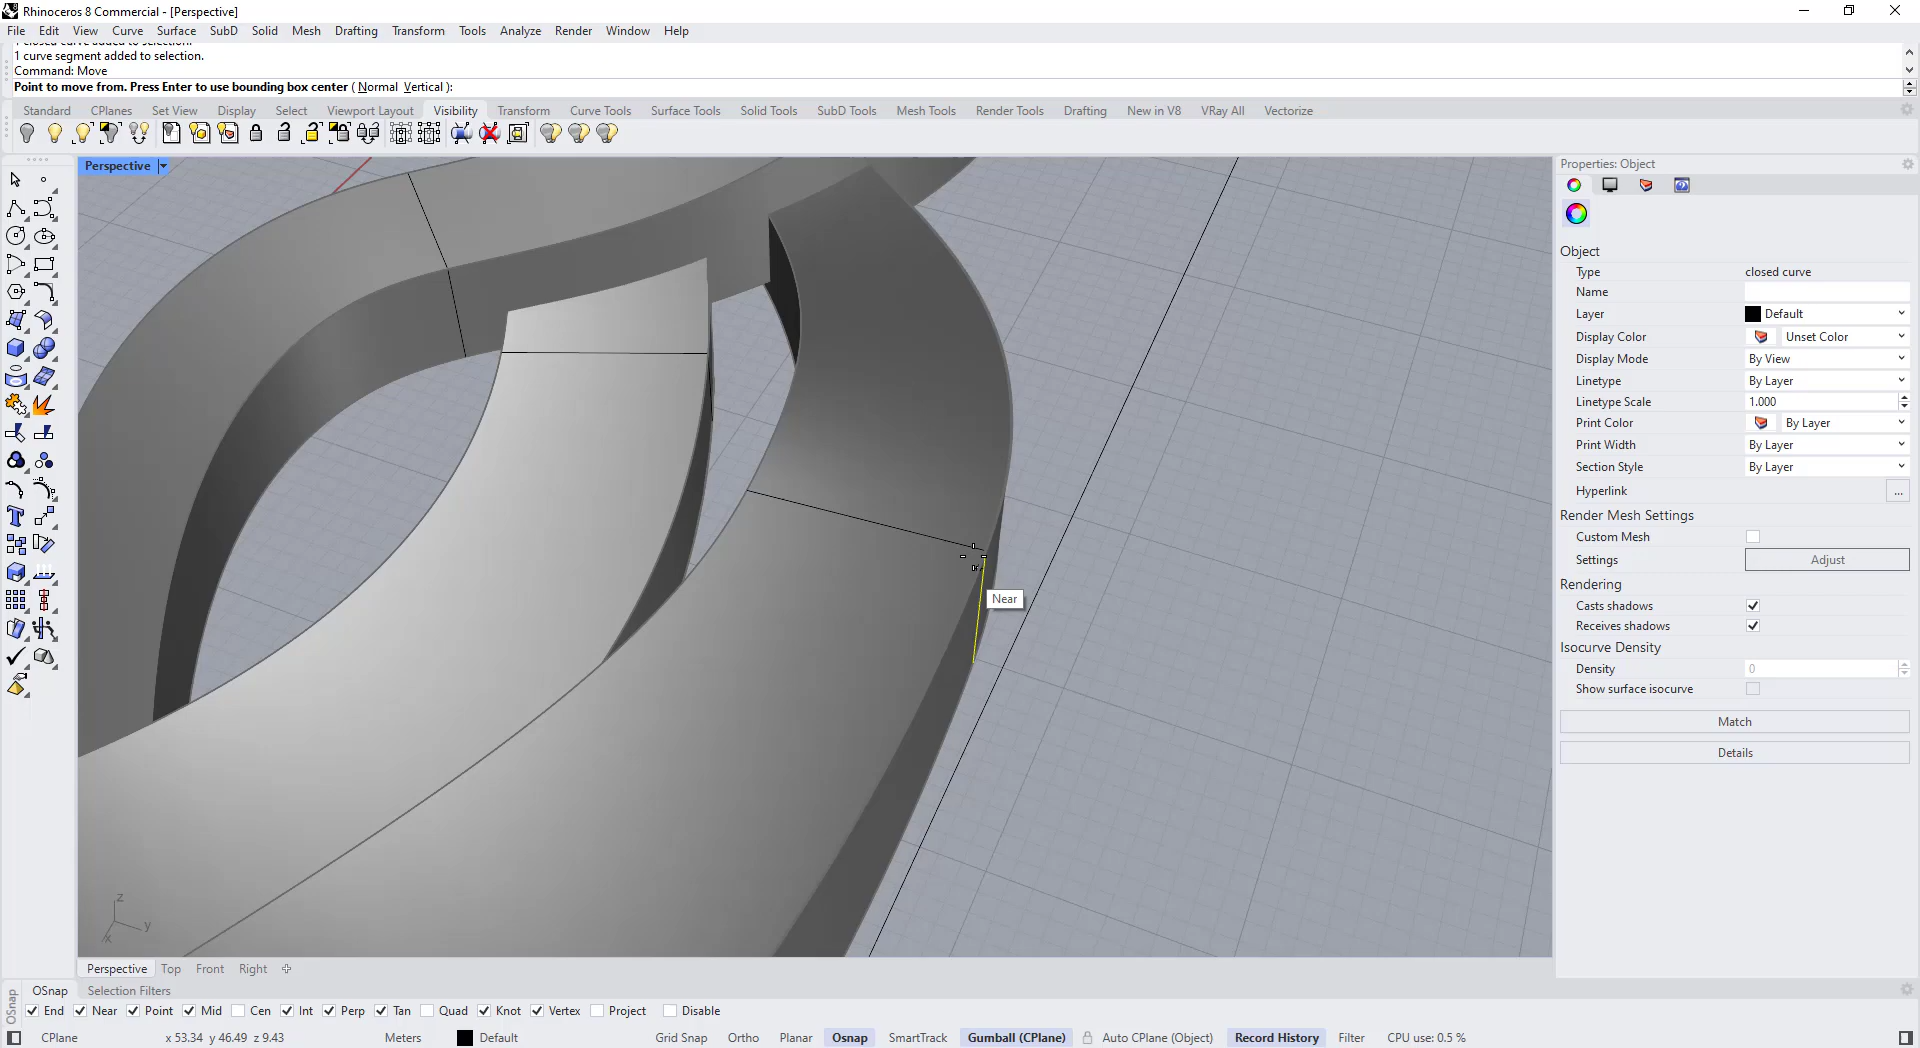 Rhinoceros 8 Commercial - [Perspective]
File Edit View Curve Surface SubD Solid Mesh Drafting Transform Tools Analyze Render Window Help
1 closed curve added to selection.
1 curve segment added to selection.
Command: Move
Point to move from. Press Enter to use bounding box center ( Normal Vertical ):
Standard CPlanes Set View Display Select Viewport Layout Visibility Transform Curve Tools Surface Tools Solid Tools SubD Tools Mesh Tools Render Tools Drafting New in V8 VRay All Vectorize
Perspective
Near
z
y
x
Properties: Object
Object
Type closed curve
Name
Layer Default
Display Color Unset Color
Display Mode By View
Linetype By Layer
Linetype Scale 1.000
Print Color By Layer
Print Width By Layer
Section Style By Layer
Hyperlink ...
Render Mesh Settings
Custom Mesh
Settings Adjust
Rendering
Casts shadows
Receives shadows
Isocurve Density
Density 0
Show surface isocurve
Match
Details
Perspective Top Front Right
OSnap
OSnap Selection Filters
End Near Point Mid Cen Int Perp Tan Quad Knot Vertex Project Disable
CPlane x 53.34 y 46.49 z 9.43 Meters Default Grid Snap Ortho Planar Osnap SmartTrack Gumball (CPlane) Auto CPlane (Object) Record History Filter CPU use: 0.5 %